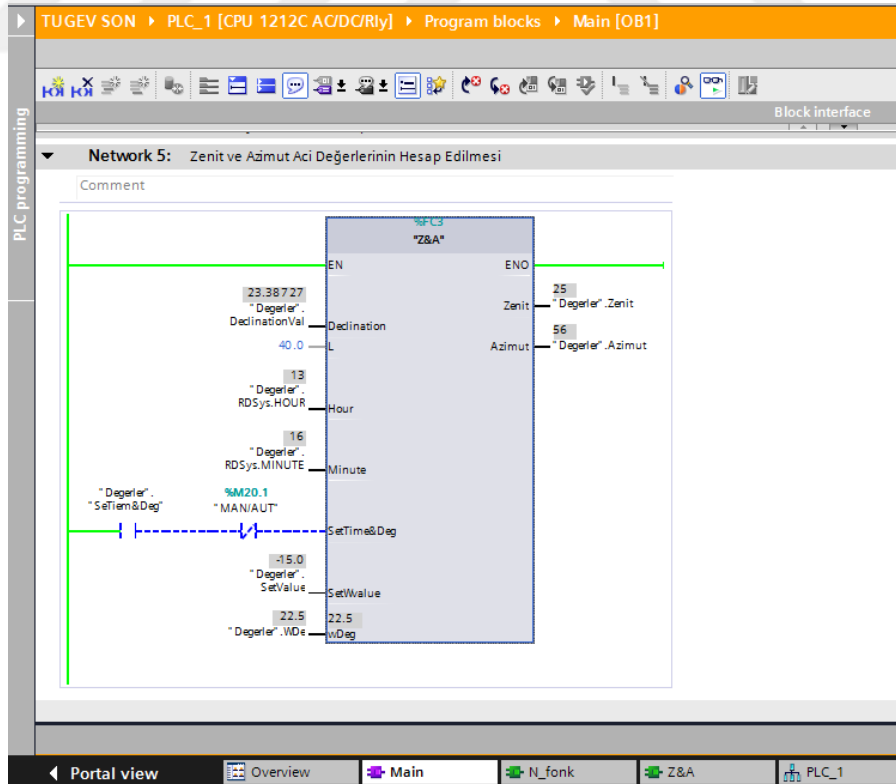 TUGEV SON ▸ PLC_1 [CPU 1212C AC/DC/Rly] ▸ Program blocks ▸ Main [OB1]
Block interface
PLC programming
Network 5: Zenit ve Azimut Aci Değerlerinin Hesap Edilmesi
Comment
%FC3
"Z&A"
EN ENO
23.38727
"Degerler".
DeclinationVal
Declination
40.0
L
13
"Degerler".
RDSys.HOUR
Hour
16
"Degerler".
RDSys.MINUTE
Minute
"Degerler".
"SeTiem&Deg"
%M20.1
"MAN/AUT"
SetTime&Deg
-15.0
"Degerler".
SetValue
SetWvalue
22.5
"Degerler".WDe
22.5
wDeg
25
Zenit
"Degerler".Zenit
56
Azimut
"Degerler".Azimut
Portal view
Overview
Main
N_fonk
Z&A
PLC_1